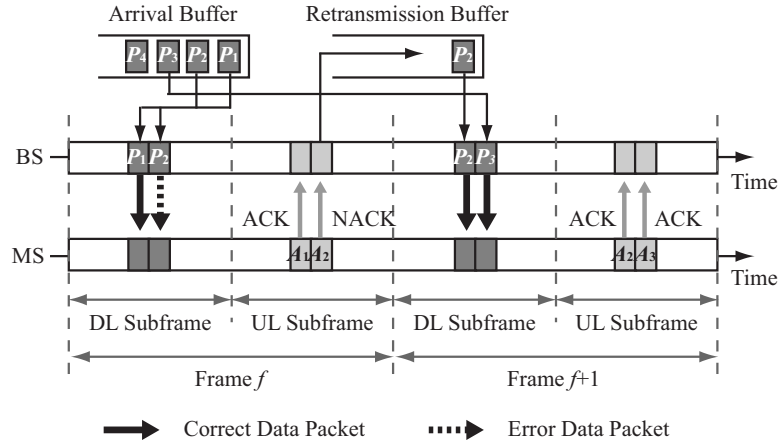 Arrival Buffer Retransmission Buffer
P4 P3 P2 P1 P2
BS P1 P2 P2 P3
Time
ACK NACK ACK ACK
MS A1 A2 A2 A3
Time
DL Subframe UL Subframe DL Subframe UL Subframe
Frame f Frame f+1
Correct Data Packet Error Data Packet